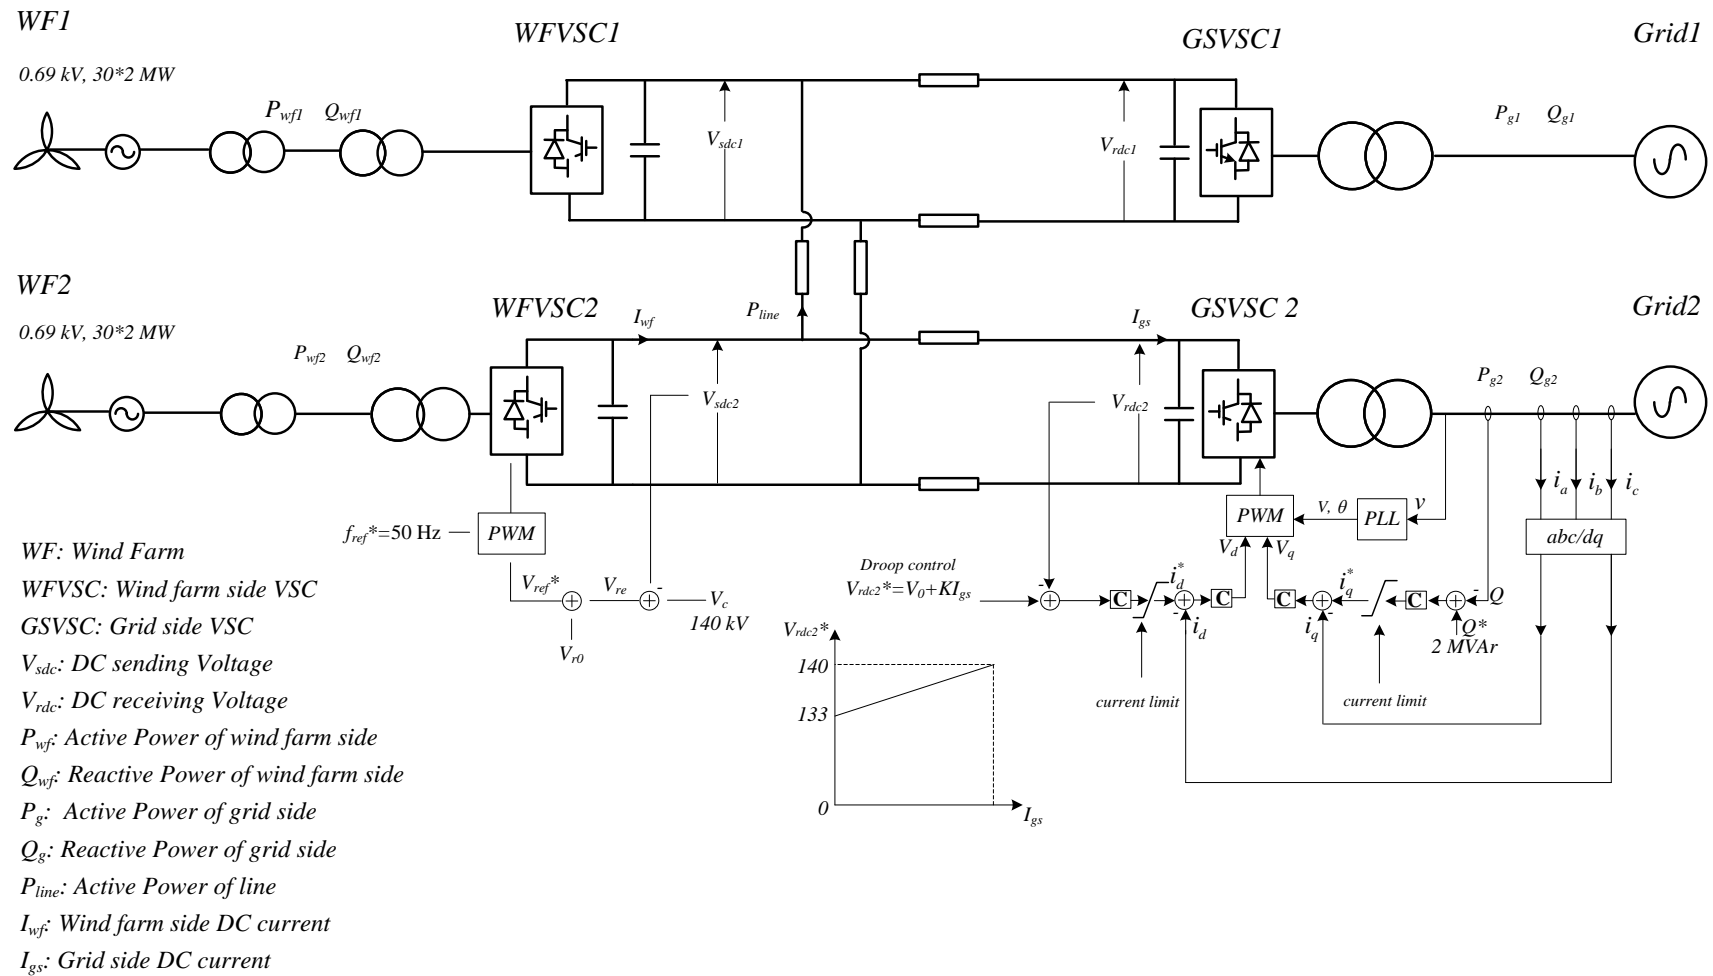 WF1
WFVSC1
GSVSC1
Grid1
0.69 kV, 30*2 MW
Pwf1 Qwf1
Pg1 Qg1
Vsdc1
Vrdc1
WF2
WFVSC2
GSVSC 2
Grid2
0.69 kV, 30*2 MW
Iwf
Pline
Igs
Pwf2 Qwf2
Pg2 Qg2
Vsdc2
Vrdc2
ia ib ic
fref*=50 Hz
PWM
PWM
V, θ
PLL
v
abc/dq
Vd
Vq
Vref*
Vre
-
Vc
140 kV
Vr0
Droop control
Vrdc2*=V0+KIgs
-
C
id*
-
id
C
C
iq*
-
iq
C
-
Q
Q*
2 MVAr
current limit
current limit
Vrdc2*
140
133
0
Igs
WF: Wind Farm
WFVSC: Wind farm side VSC
GSVSC: Grid side VSC
Vsdc: DC sending Voltage
Vrdc: DC receiving Voltage
Pwf: Active Power of wind farm side
Qwf: Reactive Power of wind farm side
Pg: Active Power of grid side
Qg: Reactive Power of grid side
Pline: Active Power of line
Iwf: Wind farm side DC current
Igs: Grid side DC current